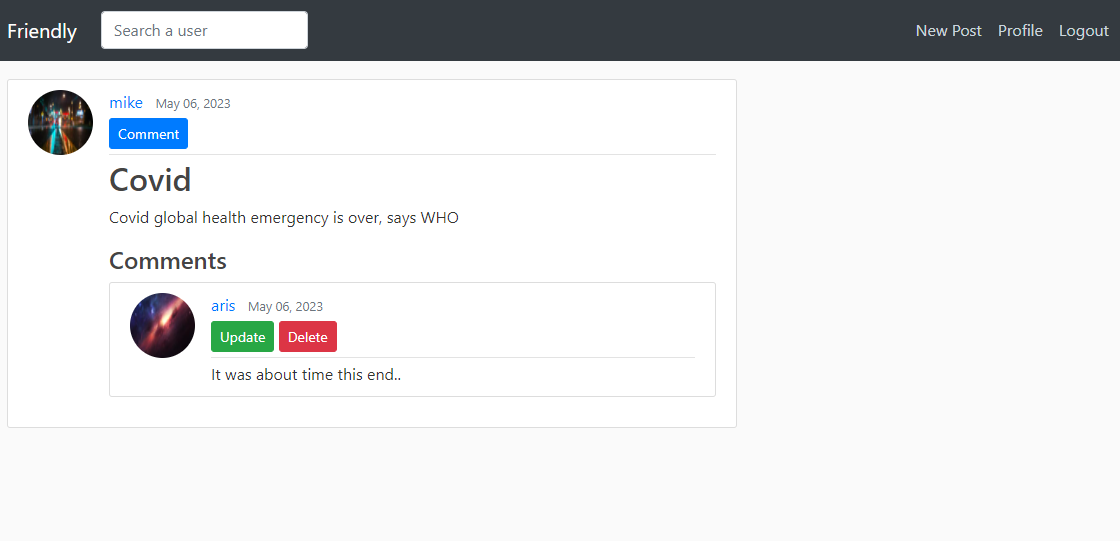 Friendly Search a user New Post Profile Logout
mike May 06, 2023
Comment
Covid
Covid global health emergency is over, says WHO
Comments
aris May 06, 2023
Update Delete
It was about time this end..